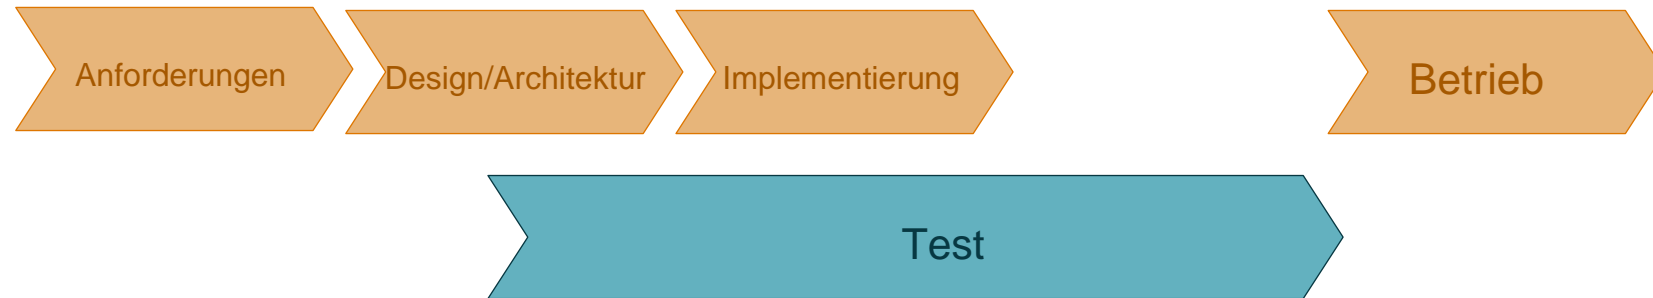 Anforderungen
Design/Architektur
Implementierung
Betrieb
Test